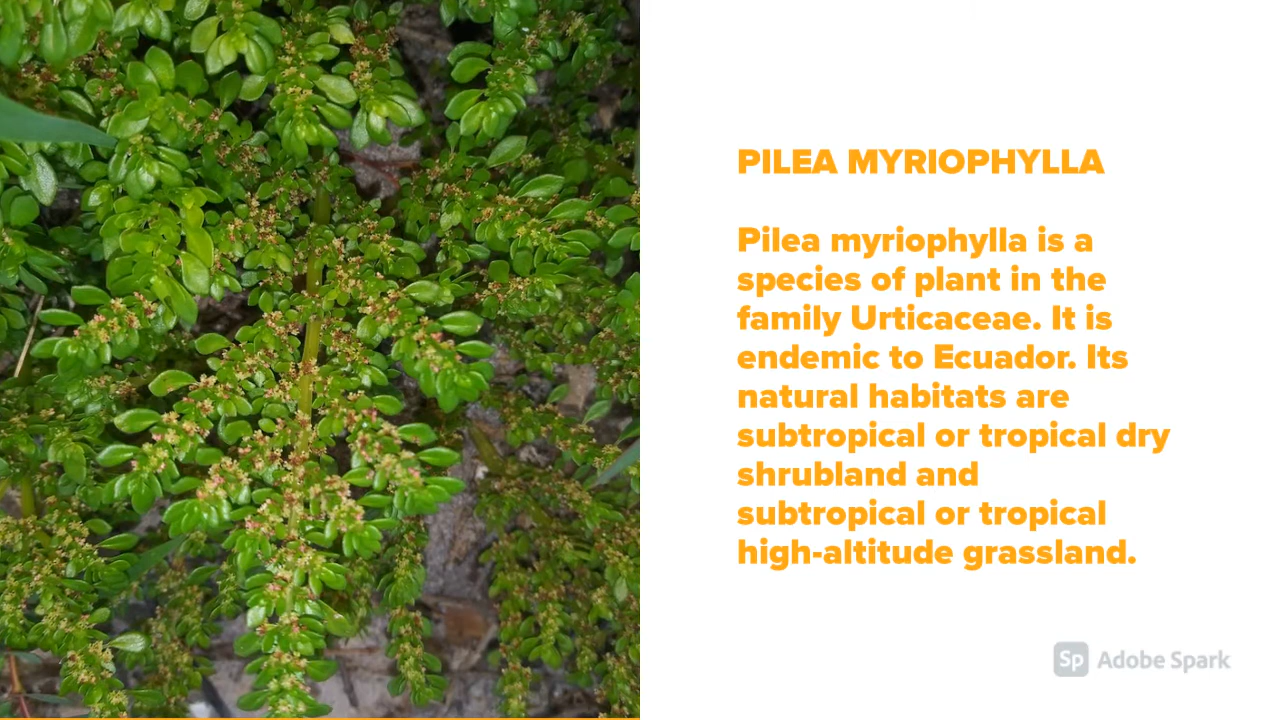 PILEA MYRIOPHYLLA
Pilea myriophylla is a
species of plant in the
family Urticaceae. It is
endemic to Ecuador. Its
natural habitats are
subtropical or tropical dry
shrubland and
subtropical or tropical
high-altitude grassland.
Sp Adobe Spark